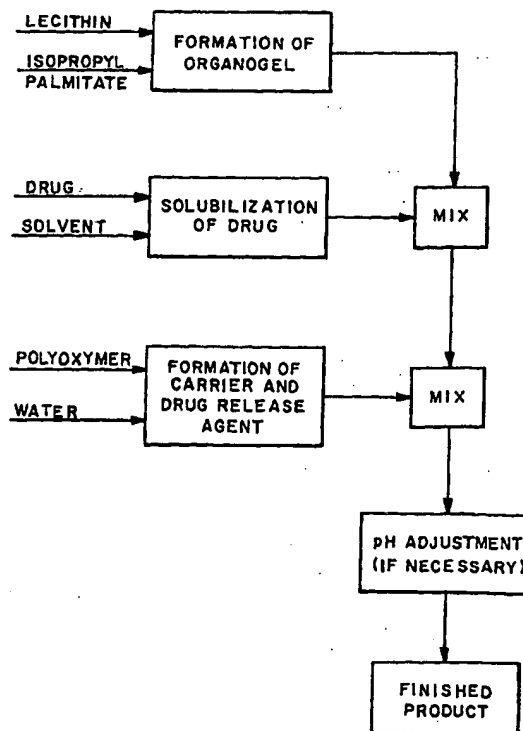 LECITHIN
ISOPROPYL
PALMITATE
FORMATION OF
ORGANOGEL
DRUG
SOLVENT
SOLUBILIZATION
OF DRUG
MIX
POLYOXYMER
WATER
FORMATION OF
CARRIER AND
DRUG RELEASE
AGENT
MIX
pH ADJUSTMENT
(IF NECESSARY)
FINISHED
PRODUCT